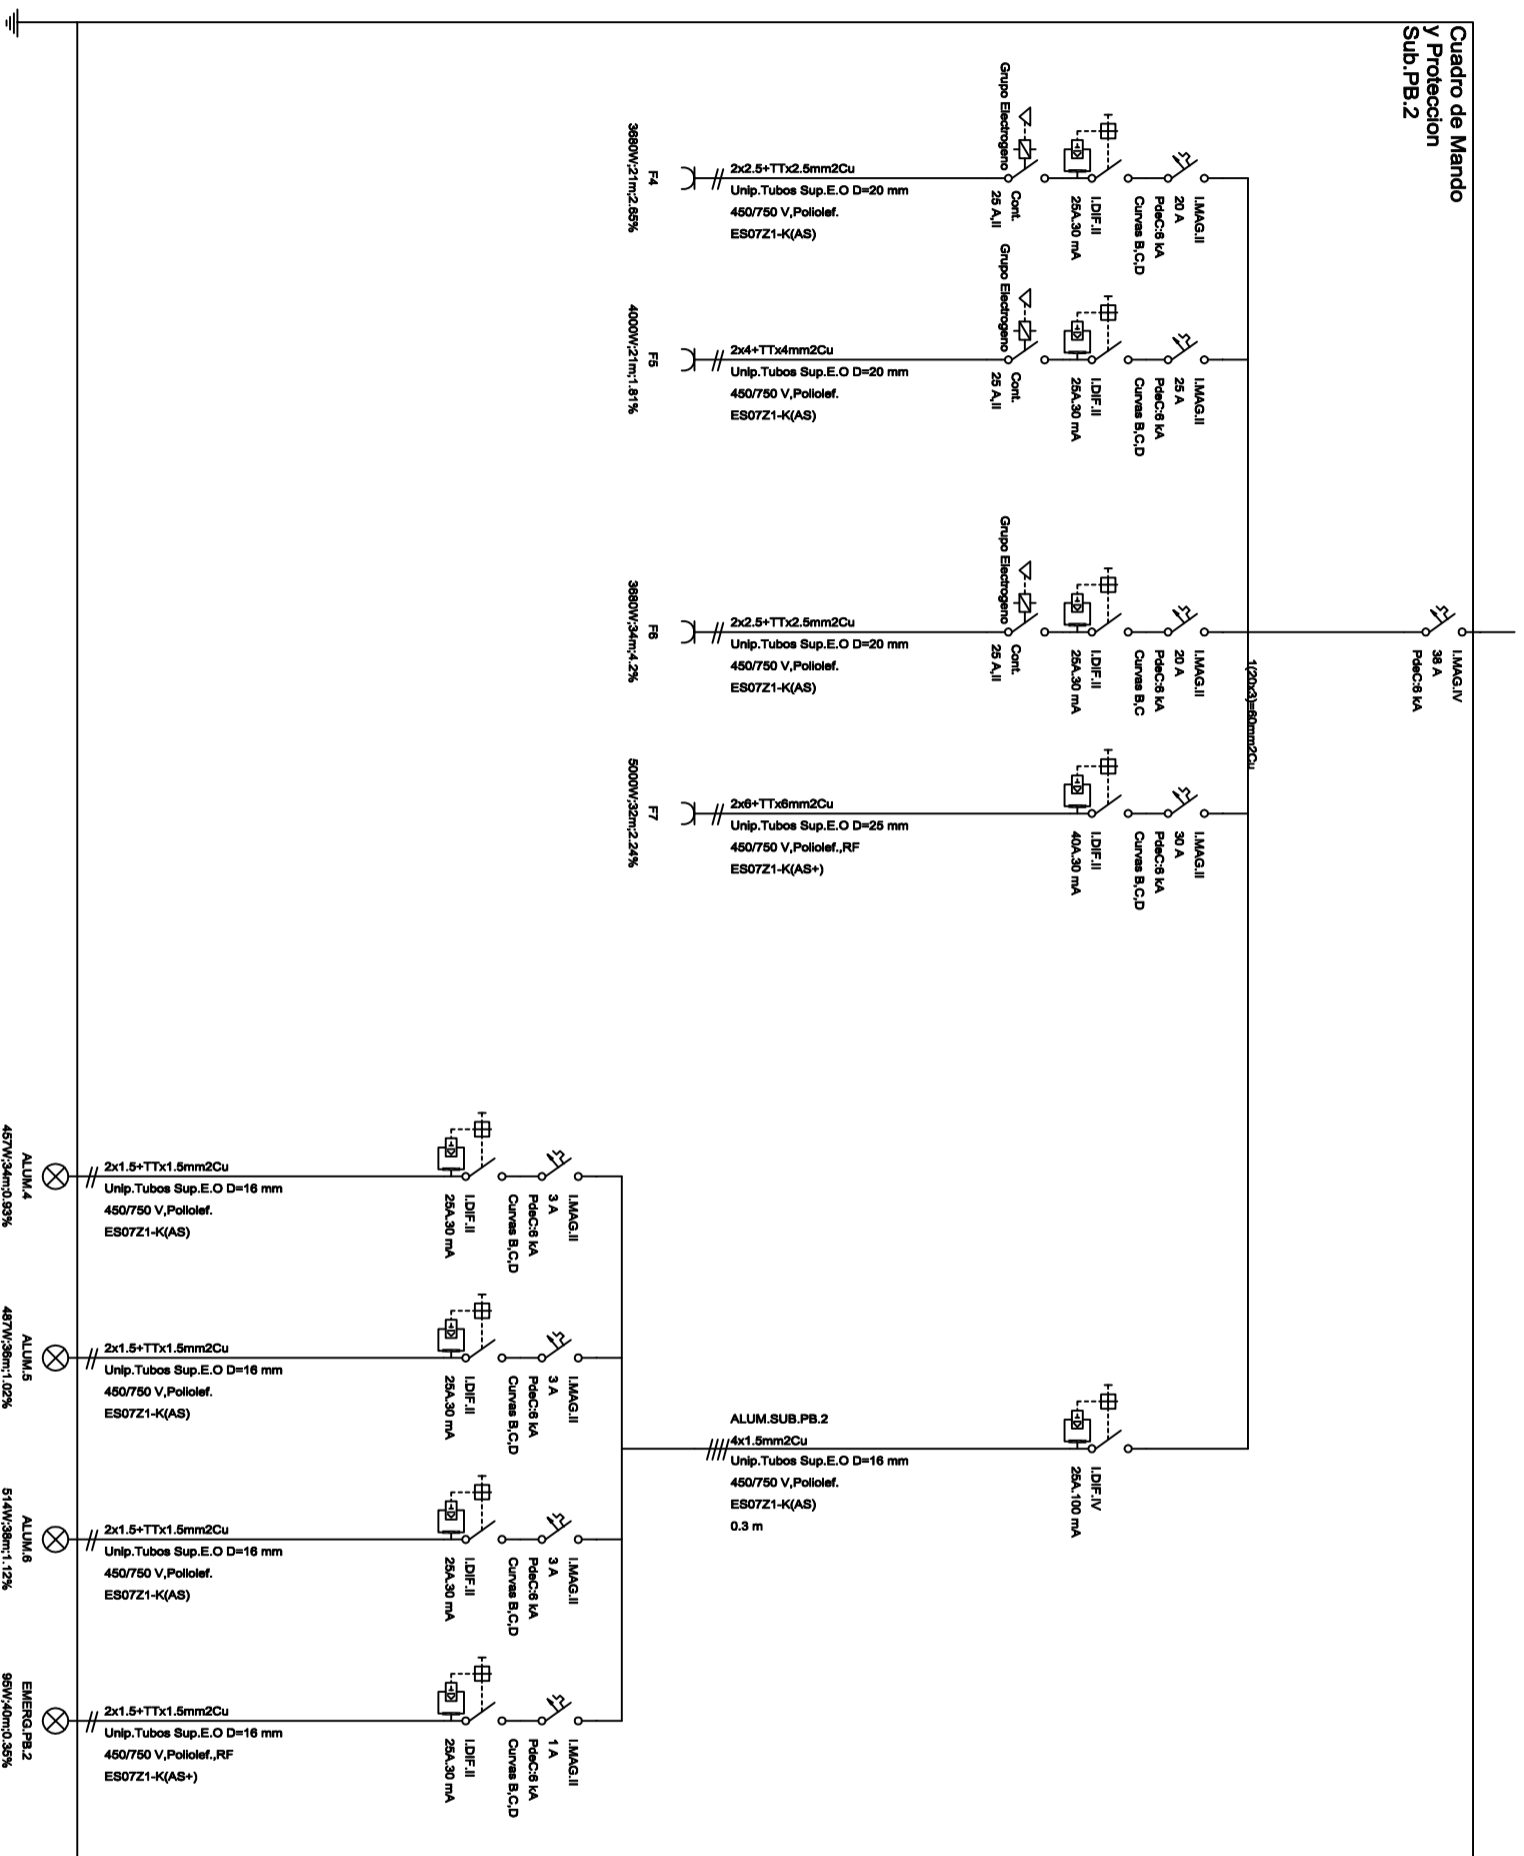 Cuadro de Mando
y Proteccion
Sub.PB.2
I.MAG.IV
38 A
PdeC:6 kA
1(20x3)=60mm2Cu
I.MAG.II
20 A
PdeC:6 kA
Curvas B,C,D
I.DIF.II
25A.30 mA
Grupo Electrogeno
Cont.
25 A,II
2x2.5+TTx2.5mm2Cu
Unip.Tubos Sup.E.O D=20 mm
450/750 V,Poliolef.
ES07Z1-K(AS)
F4
3680W;21m;2.65%
I.MAG.II
25 A
PdeC:6 kA
Curvas B,C,D
I.DIF.II
25A.30 mA
Grupo Electrogeno
Cont.
25 A,II
2x4+TTx4mm2Cu
Unip.Tubos Sup.E.O D=20 mm
450/750 V,Poliolef.
ES07Z1-K(AS)
F5
4000W;21m;1.81%
I.MAG.II
20 A
PdeC:6 kA
Curvas B,C
I.DIF.II
25A.30 mA
Grupo Electrogeno
Cont.
25 A,II
2x2.5+TTx2.5mm2Cu
Unip.Tubos Sup.E.O D=20 mm
450/750 V,Poliolef.
ES07Z1-K(AS)
F6
3680W;34m;4.2%
I.MAG.II
30 A
PdeC:6 kA
Curvas B,C,D
I.DIF.II
40A.30 mA
2x6+TTx6mm2Cu
Unip.Tubos Sup.E.O D=25 mm
450/750 V,Poliolef.,RF
ES07Z1-K(AS+)
F7
5000W;32m;2.24%
I.DIF.IV
25A.100 mA
ALUM.SUB.PB.2
4x1.5mm2Cu
Unip.Tubos Sup.E.O D=16 mm
450/750 V,Poliolef.
ES07Z1-K(AS)
0.3 m
I.MAG.II
3 A
PdeC:6 kA
Curvas B,C,D
I.DIF.II
25A.30 mA
2x1.5+TTx1.5mm2Cu
Unip.Tubos Sup.E.O D=16 mm
450/750 V,Poliolef.
ES07Z1-K(AS)
ALUM.4
457W;34m;0.93%
I.MAG.II
3 A
PdeC:6 kA
Curvas B,C,D
I.DIF.II
25A.30 mA
2x1.5+TTx1.5mm2Cu
Unip.Tubos Sup.E.O D=16 mm
450/750 V,Poliolef.
ES07Z1-K(AS)
ALUM.5
487W;36m;1.02%
I.MAG.II
3 A
PdeC:6 kA
Curvas B,C,D
I.DIF.II
25A.30 mA
2x1.5+TTx1.5mm2Cu
Unip.Tubos Sup.E.O D=16 mm
450/750 V,Poliolef.
ES07Z1-K(AS)
ALUM.6
514W;38m;1.12%
I.MAG.II
1 A
PdeC:6 kA
Curvas B,C,D
I.DIF.II
25A.30 mA
2x1.5+TTx1.5mm2Cu
Unip.Tubos Sup.E.O D=16 mm
450/750 V,Poliolef.,RF
ES07Z1-K(AS+)
EMERG.PB.2
95W;40m;0.35%